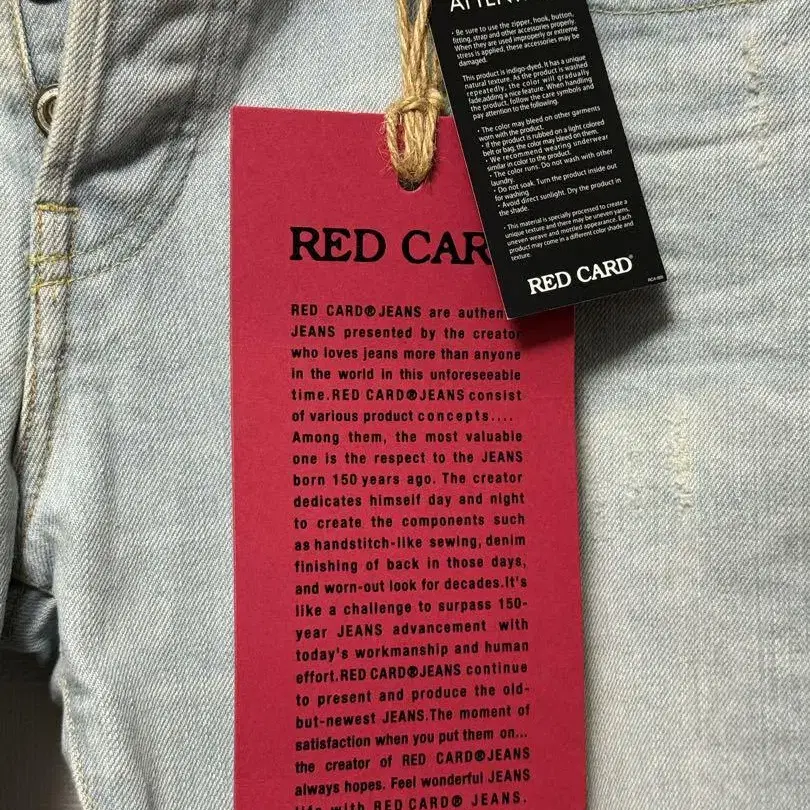 • Be sure to use the zipper, hook, button,
fitting, strap and other accessories properly.
When they are used improperly or extreme
stress is applied, these accessories may be
damaged.
This product is indigo-dyed. It has a unique
natural texture. As the product is washed
repeatedly, the color will gradually
fade,adding a nice feature. When handling
the product, follow the care symbols and
pay attention to the following.
• The color may bleed on other garments
worn with the product.
• If the product is rubbed on a light colored
belt or bag, the color may bleed on them.
• We recommend wearing underwear
similar in color to the product.
• The color runs. Do not wash with other
laundry.
• Do not soak. Turn the product inside out
for washing.
• Avoid direct sunlight. Dry the product in
the shade.
• This material is specially processed to create a
unique texture and there may be uneven yarns,
uneven weave and mottled appearance. Each
product may come in a different color shade and
texture.
RED CARD®
RED CAR
RED CARD®JEANS are authen
JEANS presented by the creator
who loves jeans more than anyone
in the world in this unforeseeable
time.RED CARD®JEANS consist
of various product concepts....
Among them, the most valuable
one is the respect to the JEANS
born 150 years ago. The creator
dedicates himself day and night
to create the components such
as handstitch-like sewing, denim
finishing of back in those days,
and worn-out look for decades.It's
like a challenge to surpass 150-
year JEANS advancement with
today's workmanship and human
effort.RED CARD®JEANS continue
to present and produce the old-
but-newest JEANS.The moment of
satisfaction when you put them on...
the creator of RED CARD®JEANS
always hopes. Feel wonderful JEANS
life with RED CARD® JEANS.